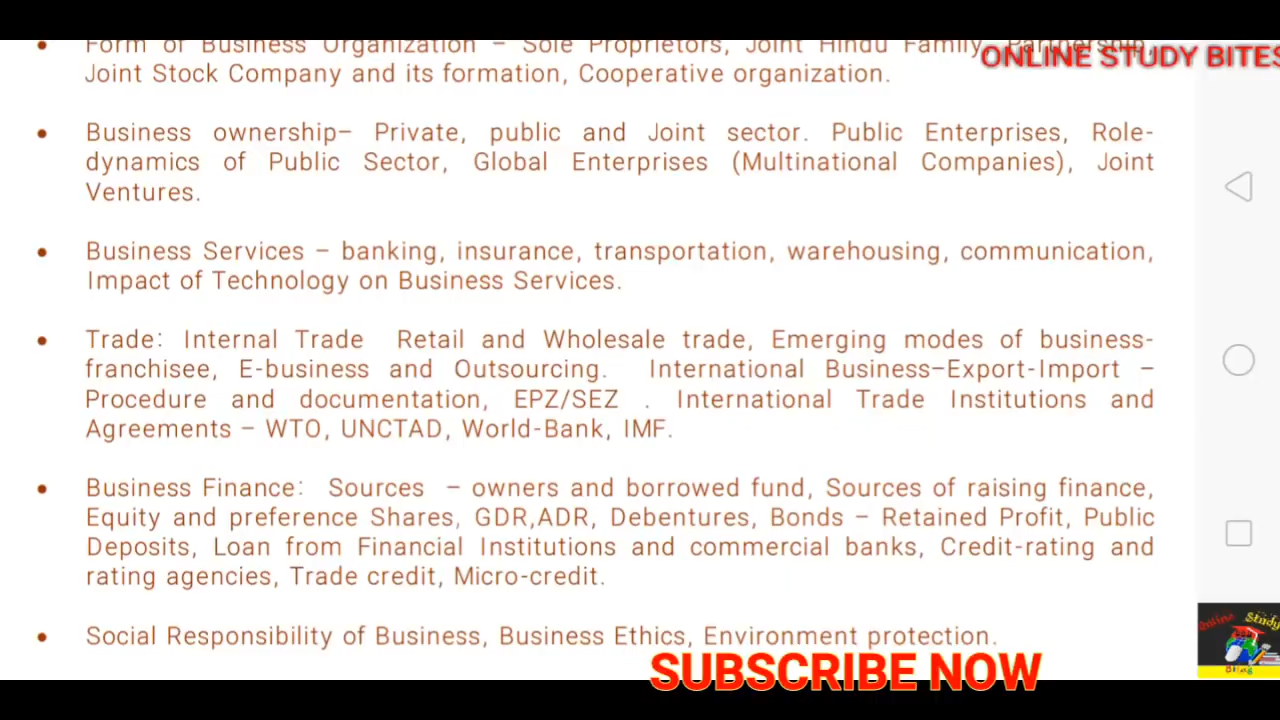 Form of Business Organization – Sole Proprietors, Joint Hindu Family, Partnership,
ONLINE STUDY BITES
Joint Stock Company and its formation, Cooperative organization.
Business ownership– Private, public and Joint sector. Public Enterprises, Role-
dynamics of Public Sector, Global Enterprises (Multinational Companies), Joint
Ventures.
Business Services – banking, insurance, transportation, warehousing, communication,
Impact of Technology on Business Services.
Trade: Internal Trade Retail and Wholesale trade, Emerging modes of business-
franchisee, E-business and Outsourcing. International Business–Export-Import –
Procedure and documentation, EPZ/SEZ . International Trade Institutions and
Agreements – WTO, UNCTAD, World-Bank, IMF.
Business Finance: Sources – owners and borrowed fund, Sources of raising finance,
Equity and preference Shares, GDR,ADR, Debentures, Bonds – Retained Profit, Public
Deposits, Loan from Financial Institutions and commercial banks, Credit-rating and
rating agencies, Trade credit, Micro-credit.
Social Responsibility of Business, Business Ethics, Environment protection.
SUBSCRIBE NOW
Online Study
Bites